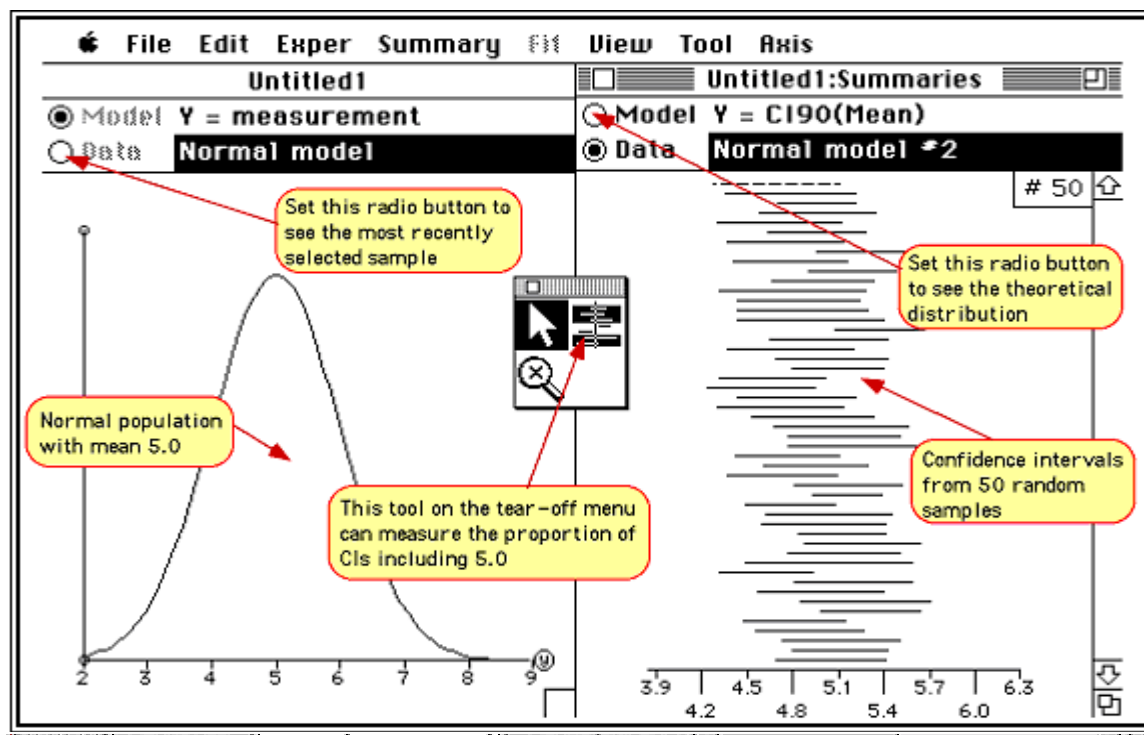 File Edit Exper Summary Fit View Tool Axis
Untitled1
Model Y = measurement
Data Normal model
Set this radio button to
see the most recently
selected sample
Normal population
with mean 5.0
This tool on the tear-off menu
can measure the proportion of
CIs including 5.0
2 3 4 5 6 7 8 9 y
Untitled1:Summaries
Model Y = CI90(Mean)
Data Normal model #2
# 50
Set this radio button
to see the theoretical
distribution
Confidence intervals
from 50 random
samples
3.9 4.5 5.1 5.7 6.3
4.2 4.8 5.4 6.0